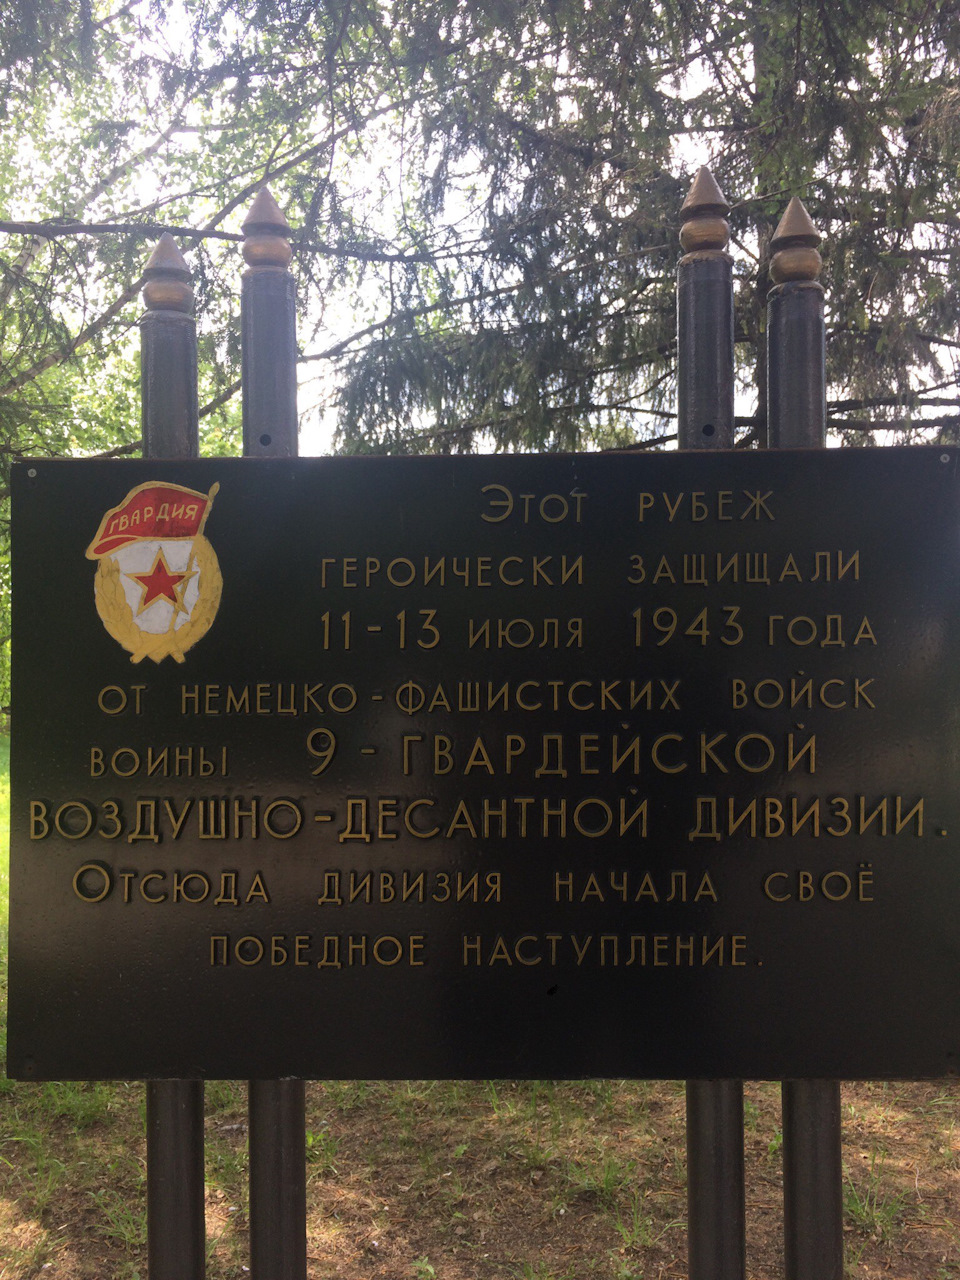 ГВАРДИЯ
Этот рубеж
героически защищали
11-13 июля 1943 года
от немецко-фашистских войск
воины 9-гвардейской
воздушно-десантной дивизии.
Отсюда дивизия начала своё
победное наступление.